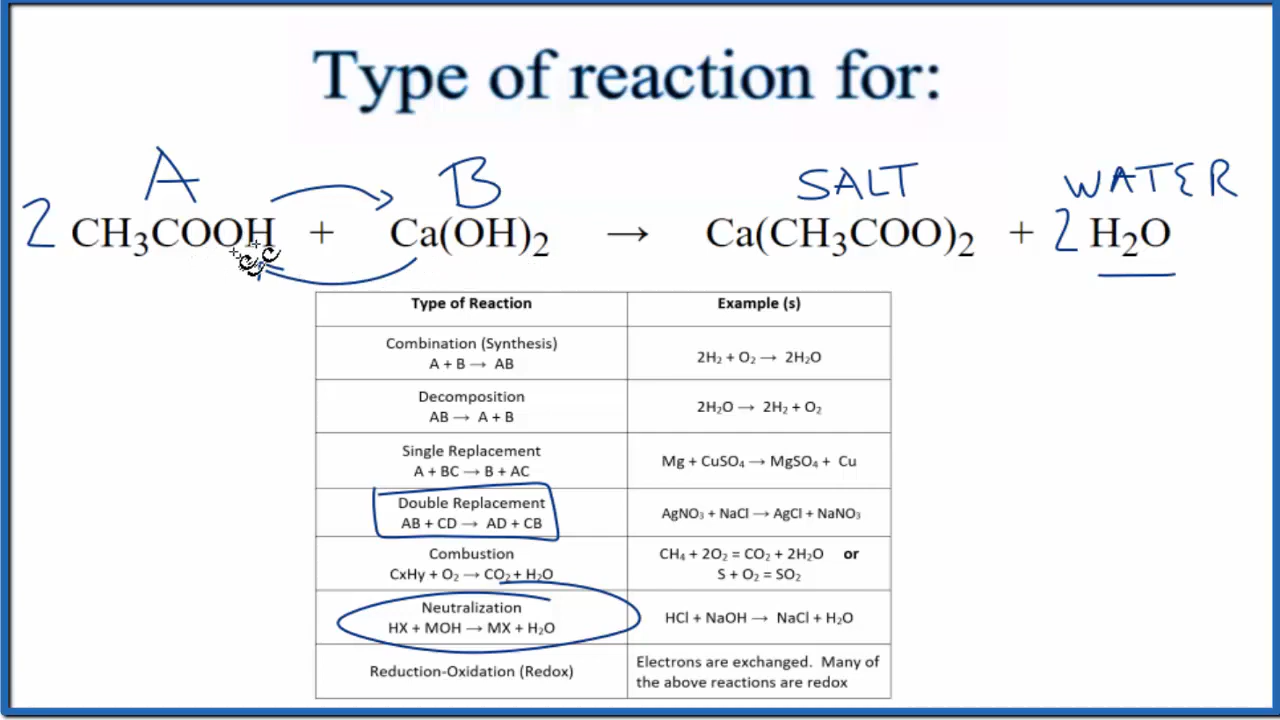 Type of reaction for:
A B SALT WATER
2 CH₃COOH + Ca(OH)₂ → Ca(CH₃COO)₂ + 2 H₂O
Type of Reaction Example (s)
Combination (Synthesis)
A + B → AB
2H₂ + O₂ → 2H₂O
Decomposition
AB → A + B
2H₂O → 2H₂ + O₂
Single Replacement
A + BC → B + AC
Mg + CuSO₄ → MgSO₄ + Cu
Double Replacement
AB + CD → AD + CB
AgNO₃ + NaCl → AgCl + NaNO₃
Combustion
CxHy + O₂ → CO₂ + H₂O
CH₄ + 2O₂ = CO₂ + 2H₂O or
S + O₂ = SO₂
Neutralization
HX + MOH → MX + H₂O
HCl + NaOH → NaCl + H₂O
Reduction-Oxidation (Redox)
Electrons are exchanged. Many of
the above reactions are redox